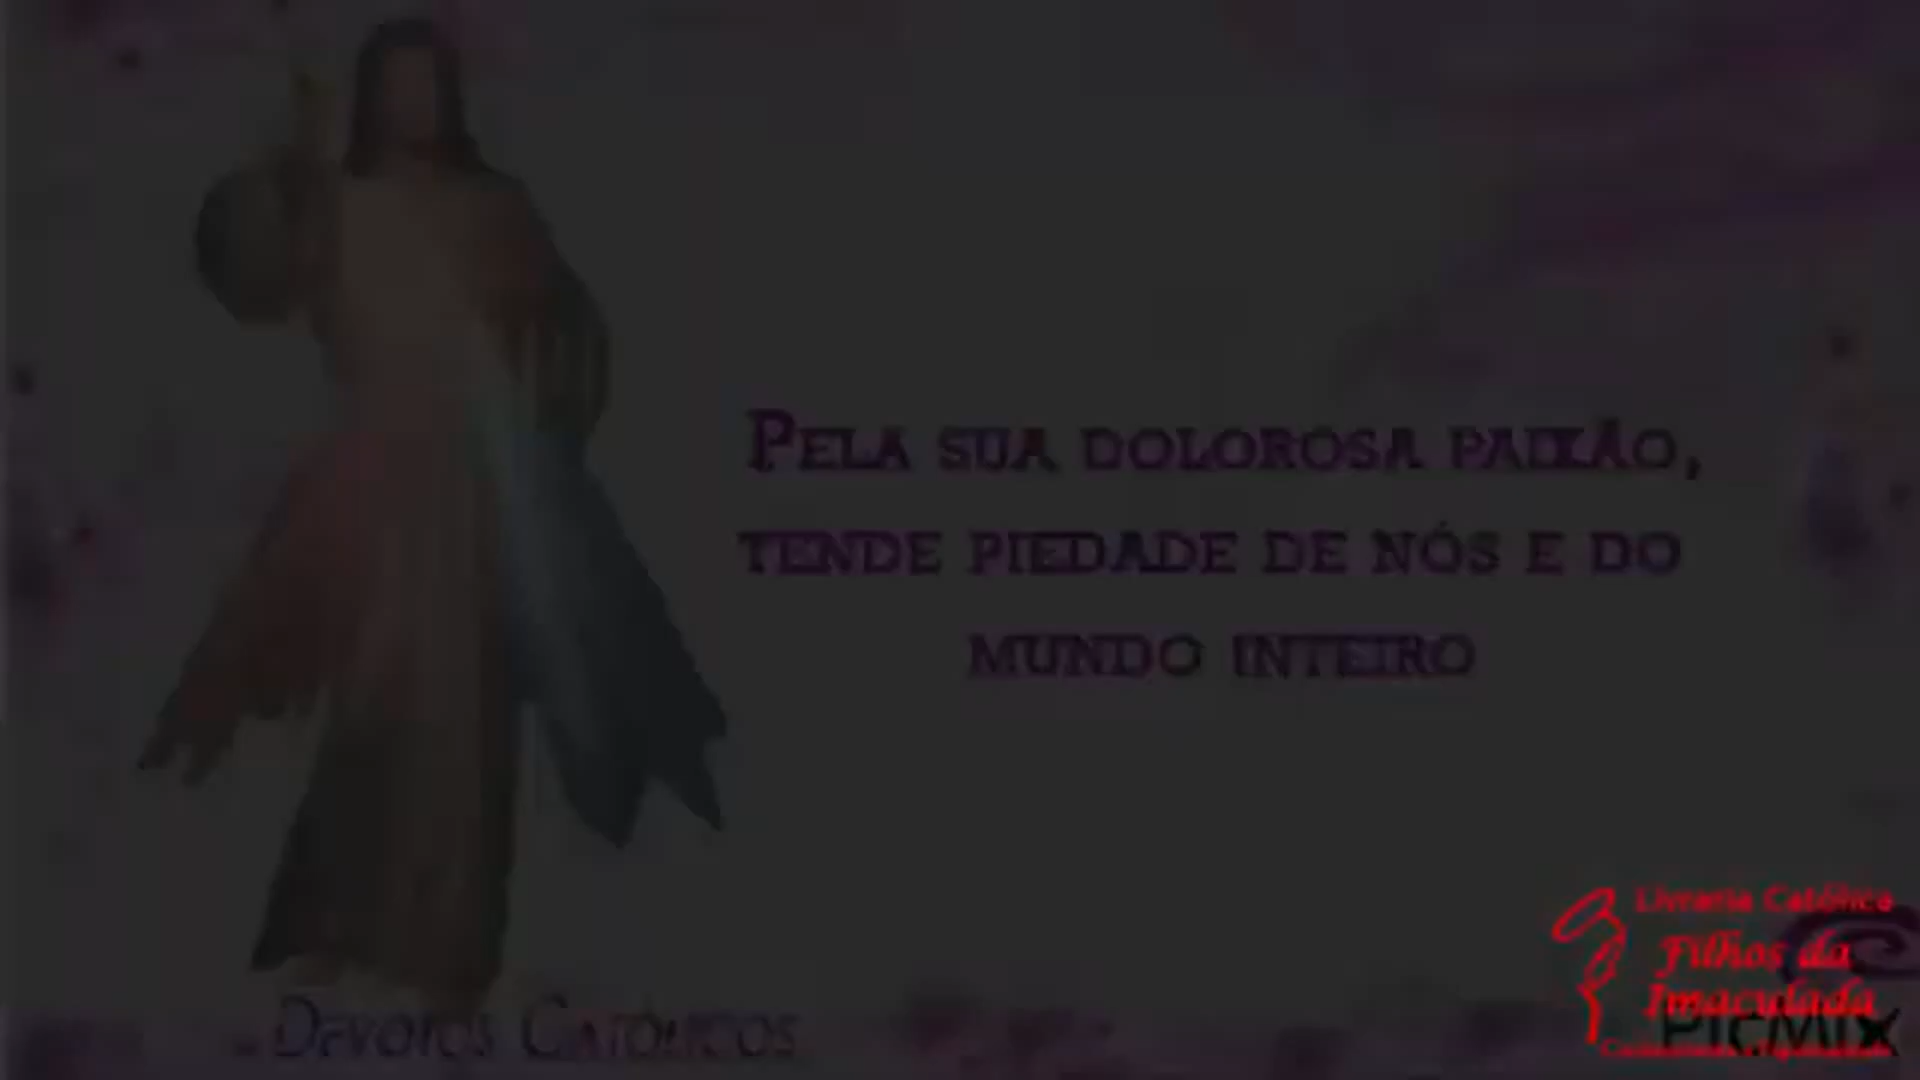 Pela sua dolorosa paixão,
tende piedade de nós e do
mundo inteiro
Livraria Católica
Filhos da
Imaculada
PicMix
Devotos Católicos